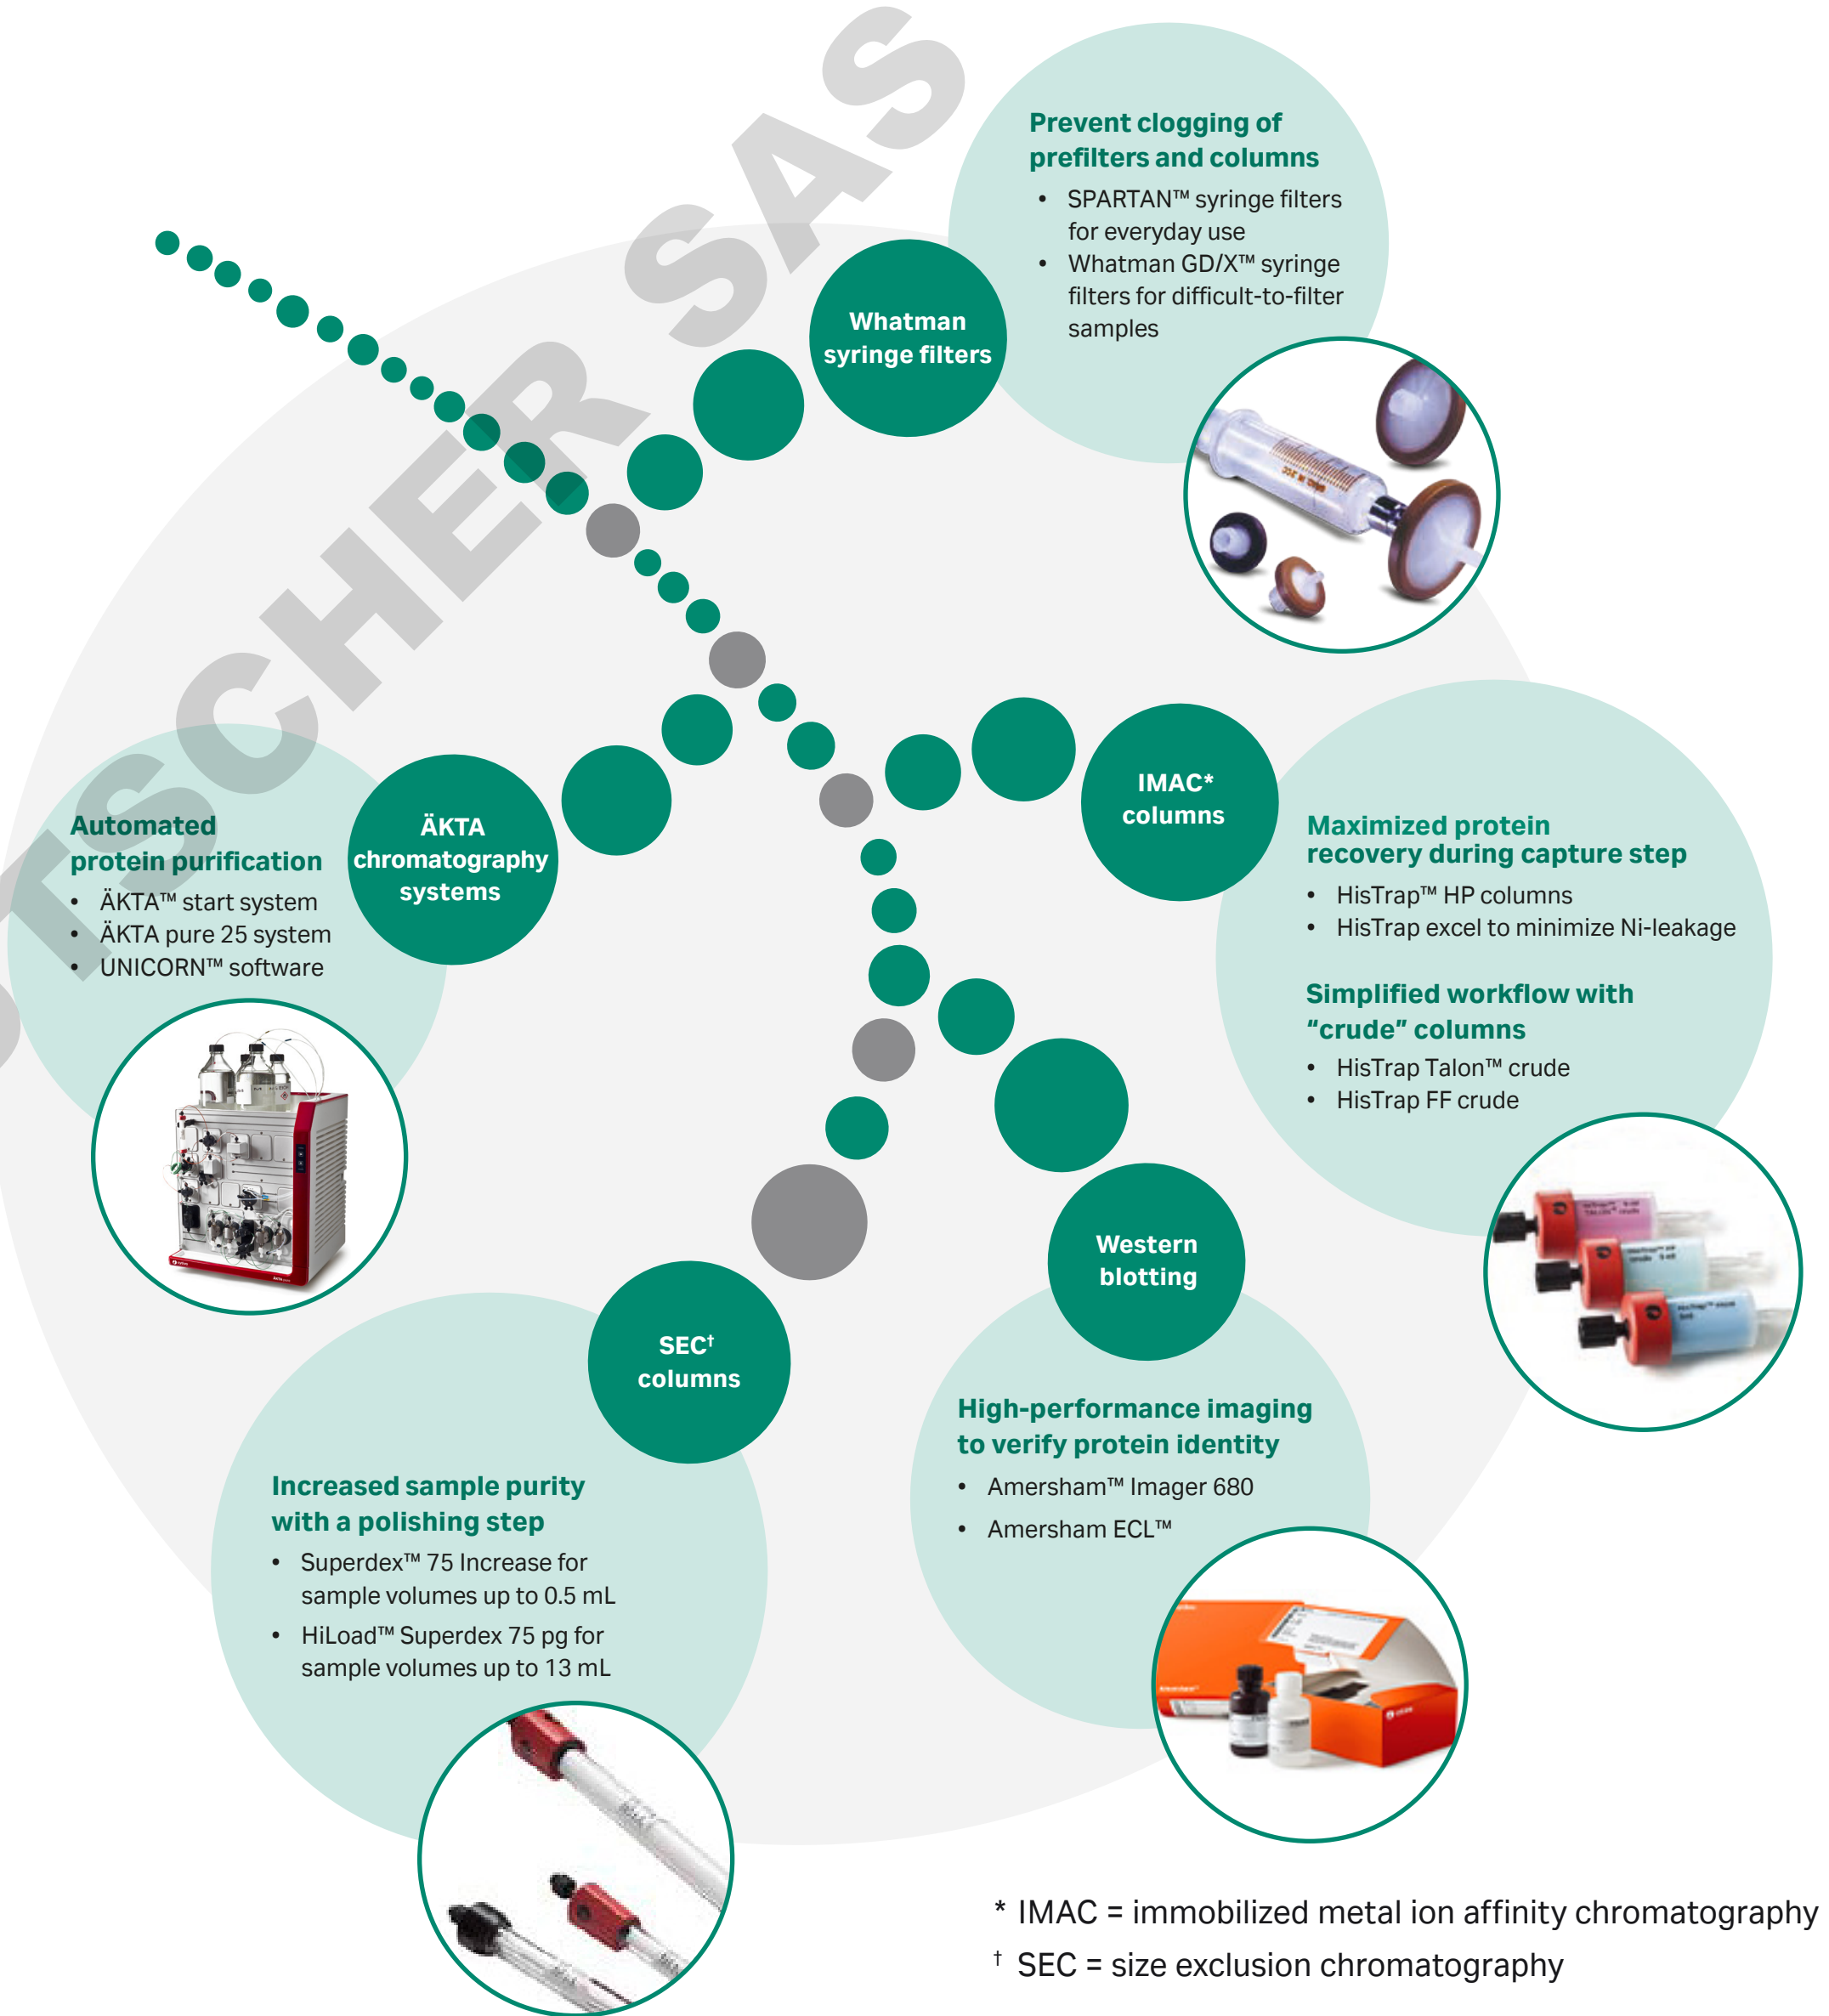 Prevent clogging of
prefilters and columns
• SPARTAN™ syringe filters
for everyday use
• Whatman GD/X™ syringe
filters for difficult-to-filter
samples
Whatman
syringe filters
IMAC*
columns
Maximized protein
recovery during capture step
• HisTrap™ HP columns
• HisTrap excel to minimize Ni-leakage
Simplified workflow with
“crude” columns
• HisTrap Talon™ crude
• HisTrap FF crude
Automated
protein purification
• ÄKTA™ start system
• ÄKTA pure 25 system
• UNICORN™ software
ÄKTA
chromatography
systems
Western
blotting
High-performance imaging
to verify protein identity
• Amersham™ Imager 680
• Amersham ECL™
SEC†
columns
Increased sample purity
with a polishing step
• Superdex™ 75 Increase for
sample volumes up to 0.5 mL
• HiLoad™ Superdex 75 pg for
sample volumes up to 13 mL
* IMAC = immobilized metal ion affinity chromatography
† SEC = size exclusion chromatography
TSCHER SAS